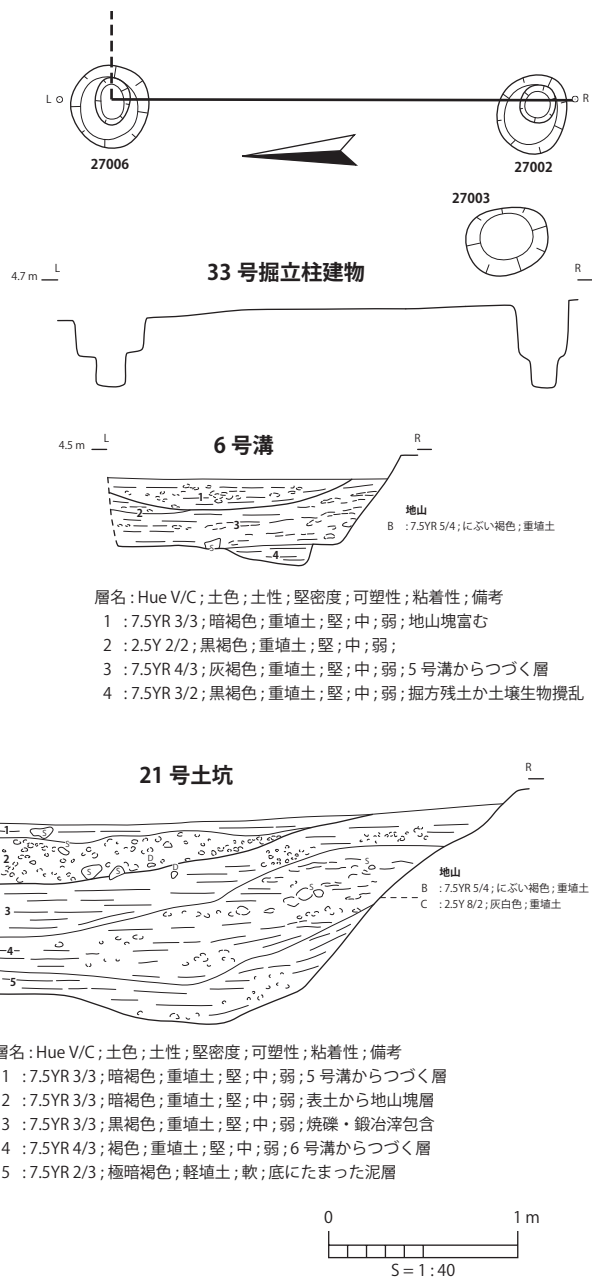 L R
27006
27002
27003
4.7 m L 33 号掘立柱建物 R
4.5 m L 6 号溝 R
1
2
3
S
4
地山
B : 7.5YR 5/4 ; にぶい褐色 ; 重埴土
層名 : Hue V/C ; 土色 ; 土性 ; 堅密度 ; 可塑性 ; 粘着性 ; 備考
1 : 7.5YR 3/3 ; 暗褐色 ; 重埴土 ; 堅 ; 中 ; 弱 ; 地山塊富む
2 : 2.5Y 2/2 ; 黒褐色 ; 重埴土 ; 堅 ; 中 ; 弱 ;
3 : 7.5YR 4/3 ; 灰褐色 ; 重埴土 ; 堅 ; 中 ; 弱 ; 5 号溝からつづく層
4 : 7.5YR 3/2 ; 黒褐色 ; 重埴土 ; 堅 ; 中 ; 弱 ; 掘方残土か土壌生物攪乱
21 号土坑 R
1 S
S
2 D S
S S D
S
3
4
5
地山
B : 7.5YR 5/4 ; にぶい褐色 ; 重埴土
C : 2.5Y 8/2 ; 灰白色 ; 重埴土
層名 : Hue V/C ; 土色 ; 土性 ; 堅密度 ; 可塑性 ; 粘着性 ; 備考
1 : 7.5YR 3/3 ; 暗褐色 ; 重埴土 ; 堅 ; 中 ; 弱 ; 5 号溝からつづく層
2 : 7.5YR 3/3 ; 暗褐色 ; 重埴土 ; 堅 ; 中 ; 弱 ; 表土から地山塊層
3 : 7.5YR 3/3 ; 黒褐色 ; 重埴土 ; 堅 ; 中 ; 弱 ; 焼礫・鍛冶滓包含
4 : 7.5YR 4/3 ; 褐色 ; 重埴土 ; 堅 ; 中 ; 弱 ; 6 号溝からつづく層
5 : 7.5YR 2/3 ; 極暗褐色 ; 軽埴土 ; 軟 ; 底にたまった泥層
0 1 m
S = 1 : 40